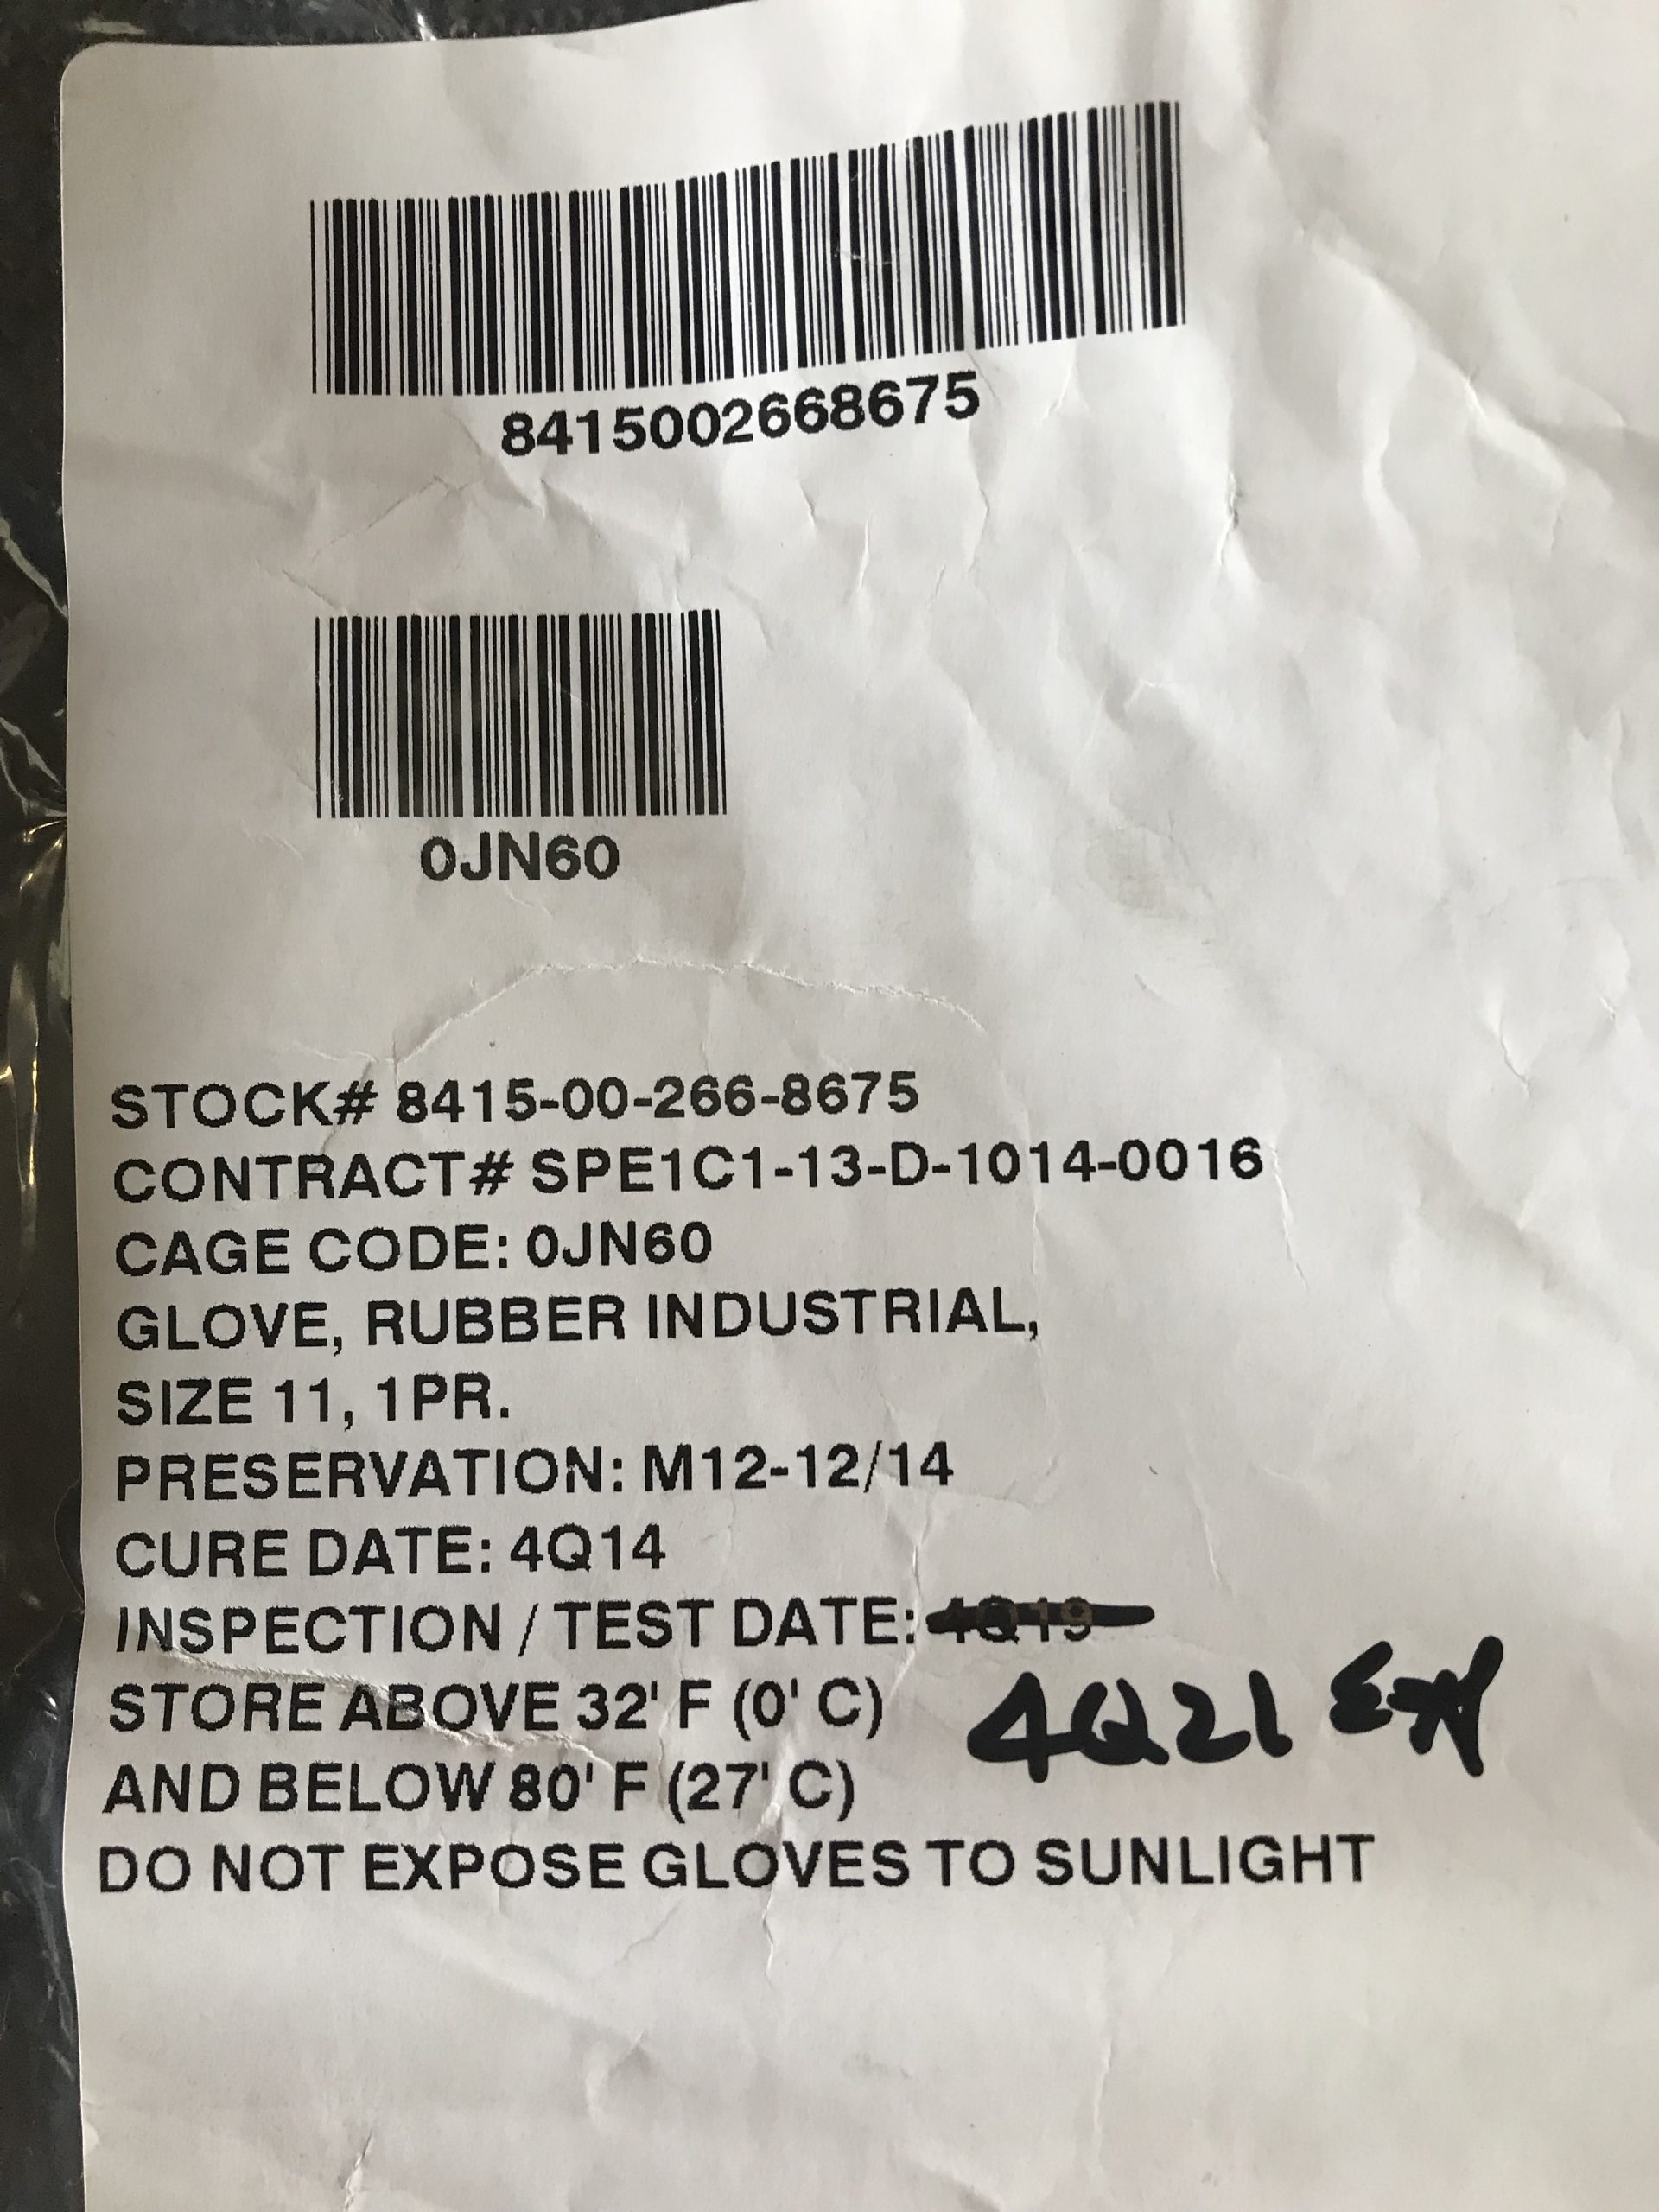 8415002668675
0JN60
STOCK# 8415-00-266-8675
CONTRACT# SPE1C1-13-D-1014-0016
CAGE CODE: 0JN60
GLOVE, RUBBER INDUSTRIAL,
SIZE 11, 1PR.
PRESERVATION: M12-12/14
CURE DATE: 4Q14
INSPECTION / TEST DATE: 4Q19
4Q21 Exp
STORE ABOVE 32' F (0' C)
AND BELOW 80' F (27' C)
DO NOT EXPOSE GLOVES TO SUNLIGHT